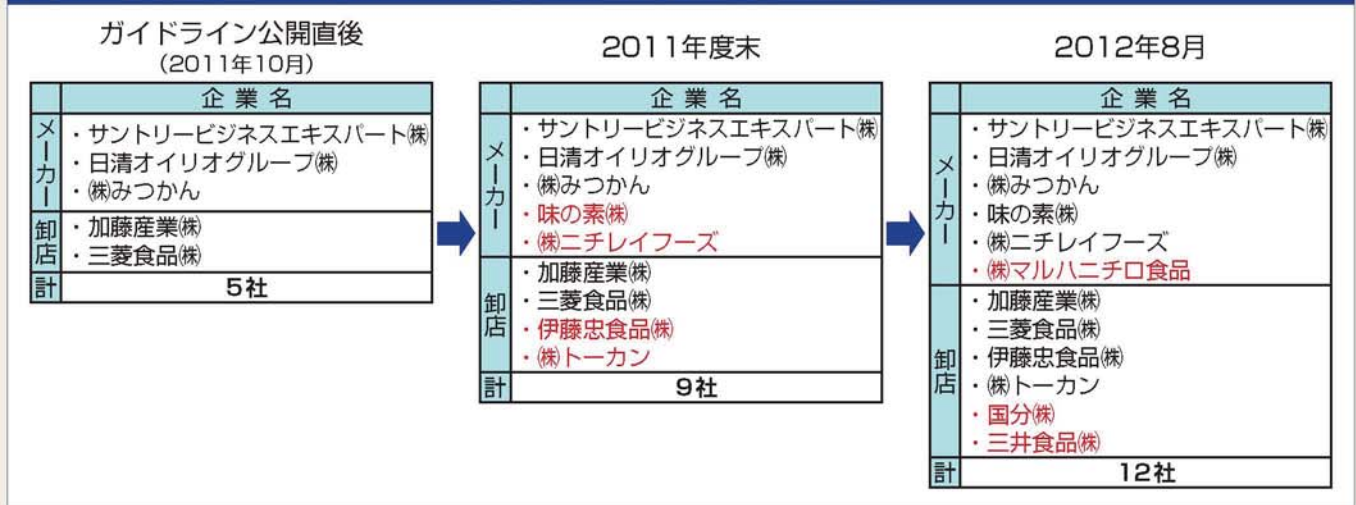 ガイドライン公開直後
(2011年10月)
企業名
メーカー
・サントリービジネスエキスパート㈱
・日清オイリオグループ㈱
・㈱みつかん
卸店
・加藤産業㈱
・三菱食品㈱
計
5社
2011年度末
企業名
メーカー
・サントリービジネスエキスパート㈱
・日清オイリオグループ㈱
・㈱みつかん
・味の素㈱
・㈱ニチレイフーズ
卸店
・加藤産業㈱
・三菱食品㈱
・伊藤忠食品㈱
・㈱トーカン
計
9社
2012年8月
企業名
メーカー
・サントリービジネスエキスパート㈱
・日清オイリオグループ㈱
・㈱みつかん
・味の素㈱
・㈱ニチレイフーズ
・㈱マルハニチロ食品
卸店
・加藤産業㈱
・三菱食品㈱
・伊藤忠食品㈱
・㈱トーカン
・国分㈱
・三井食品㈱
計
12社